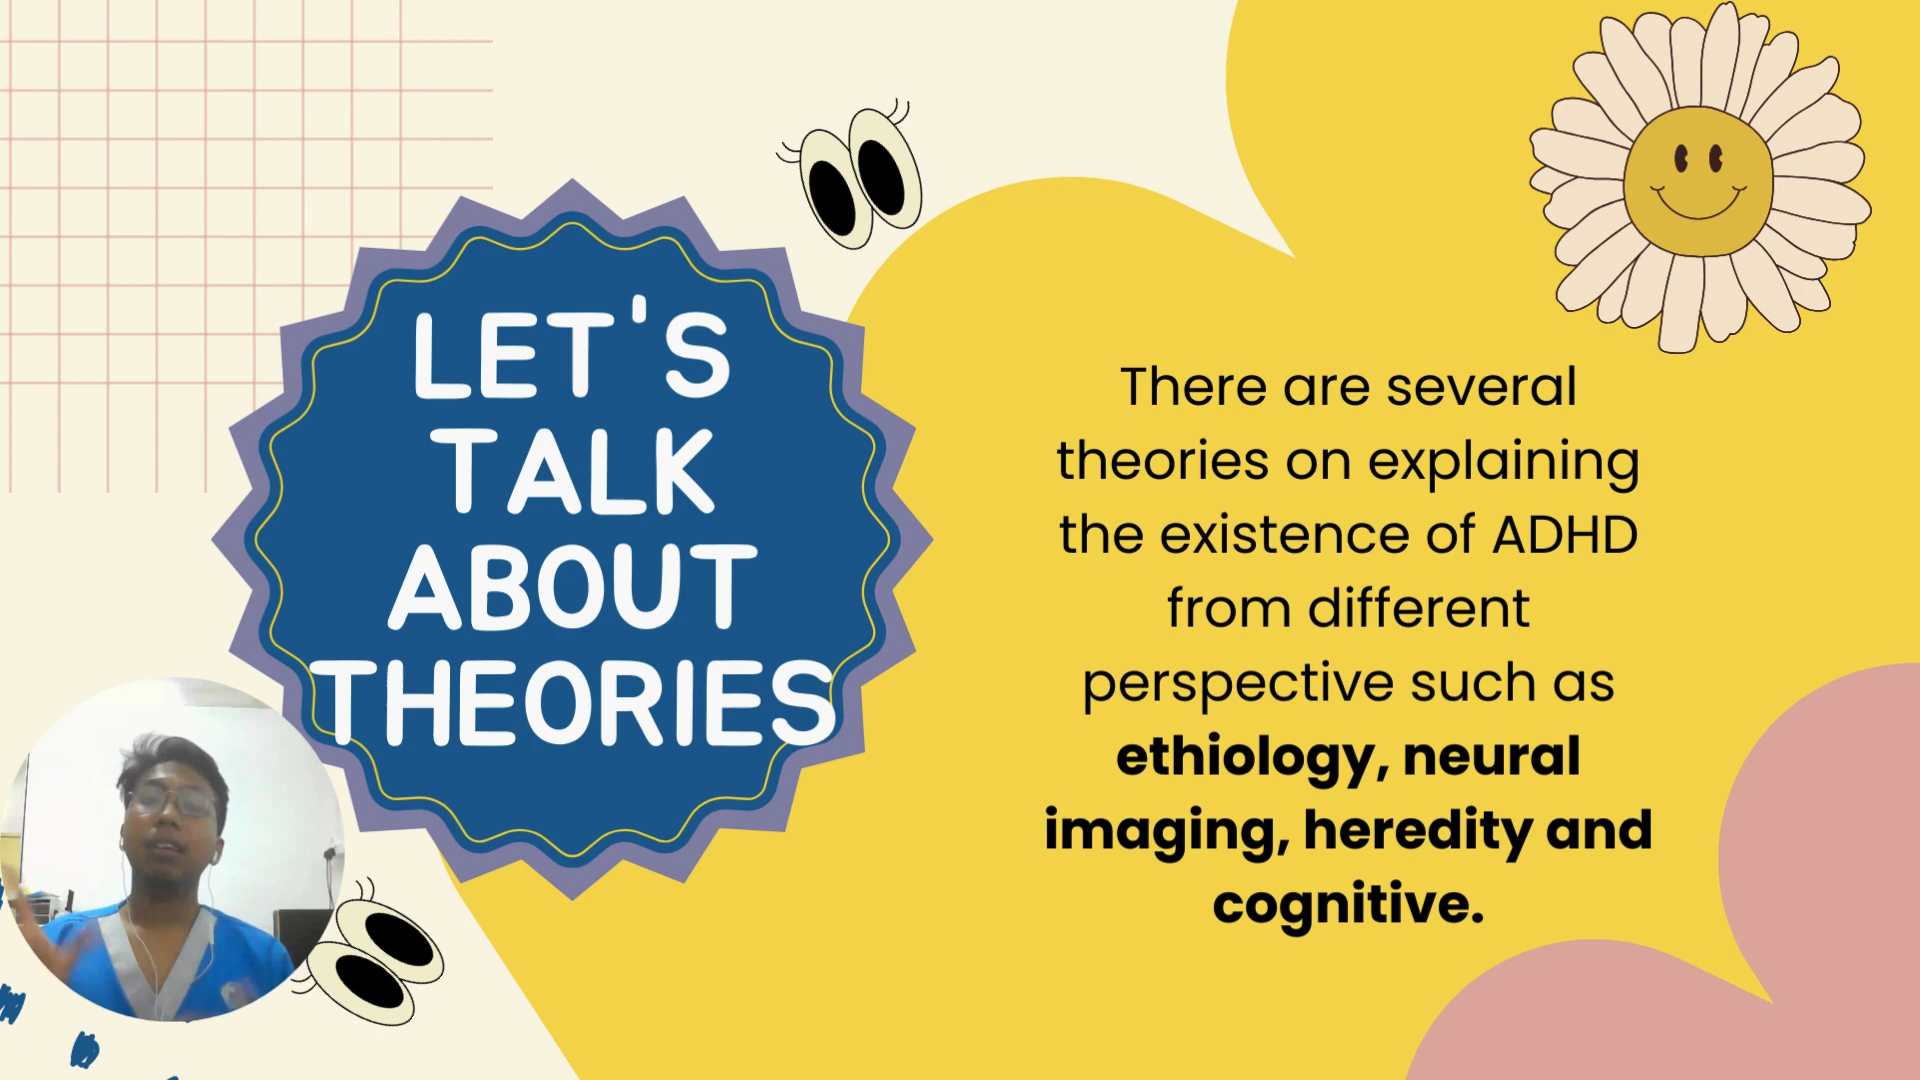 LET'S
TALK
ABOUT
THEORIES
There are several
theories on explaining
the existence of ADHD
from different
perspective such as
ethiology, neural
imaging, heredity and
cognitive.